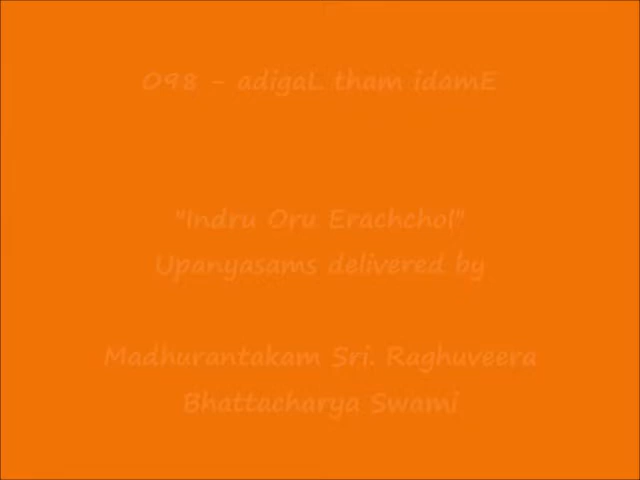 098 - adigaL tham idamE
"Indru Oru Erachchol"
Upanyasams delivered by
Madhurantakam Sri. Raghuveera
Bhattacharya Swami